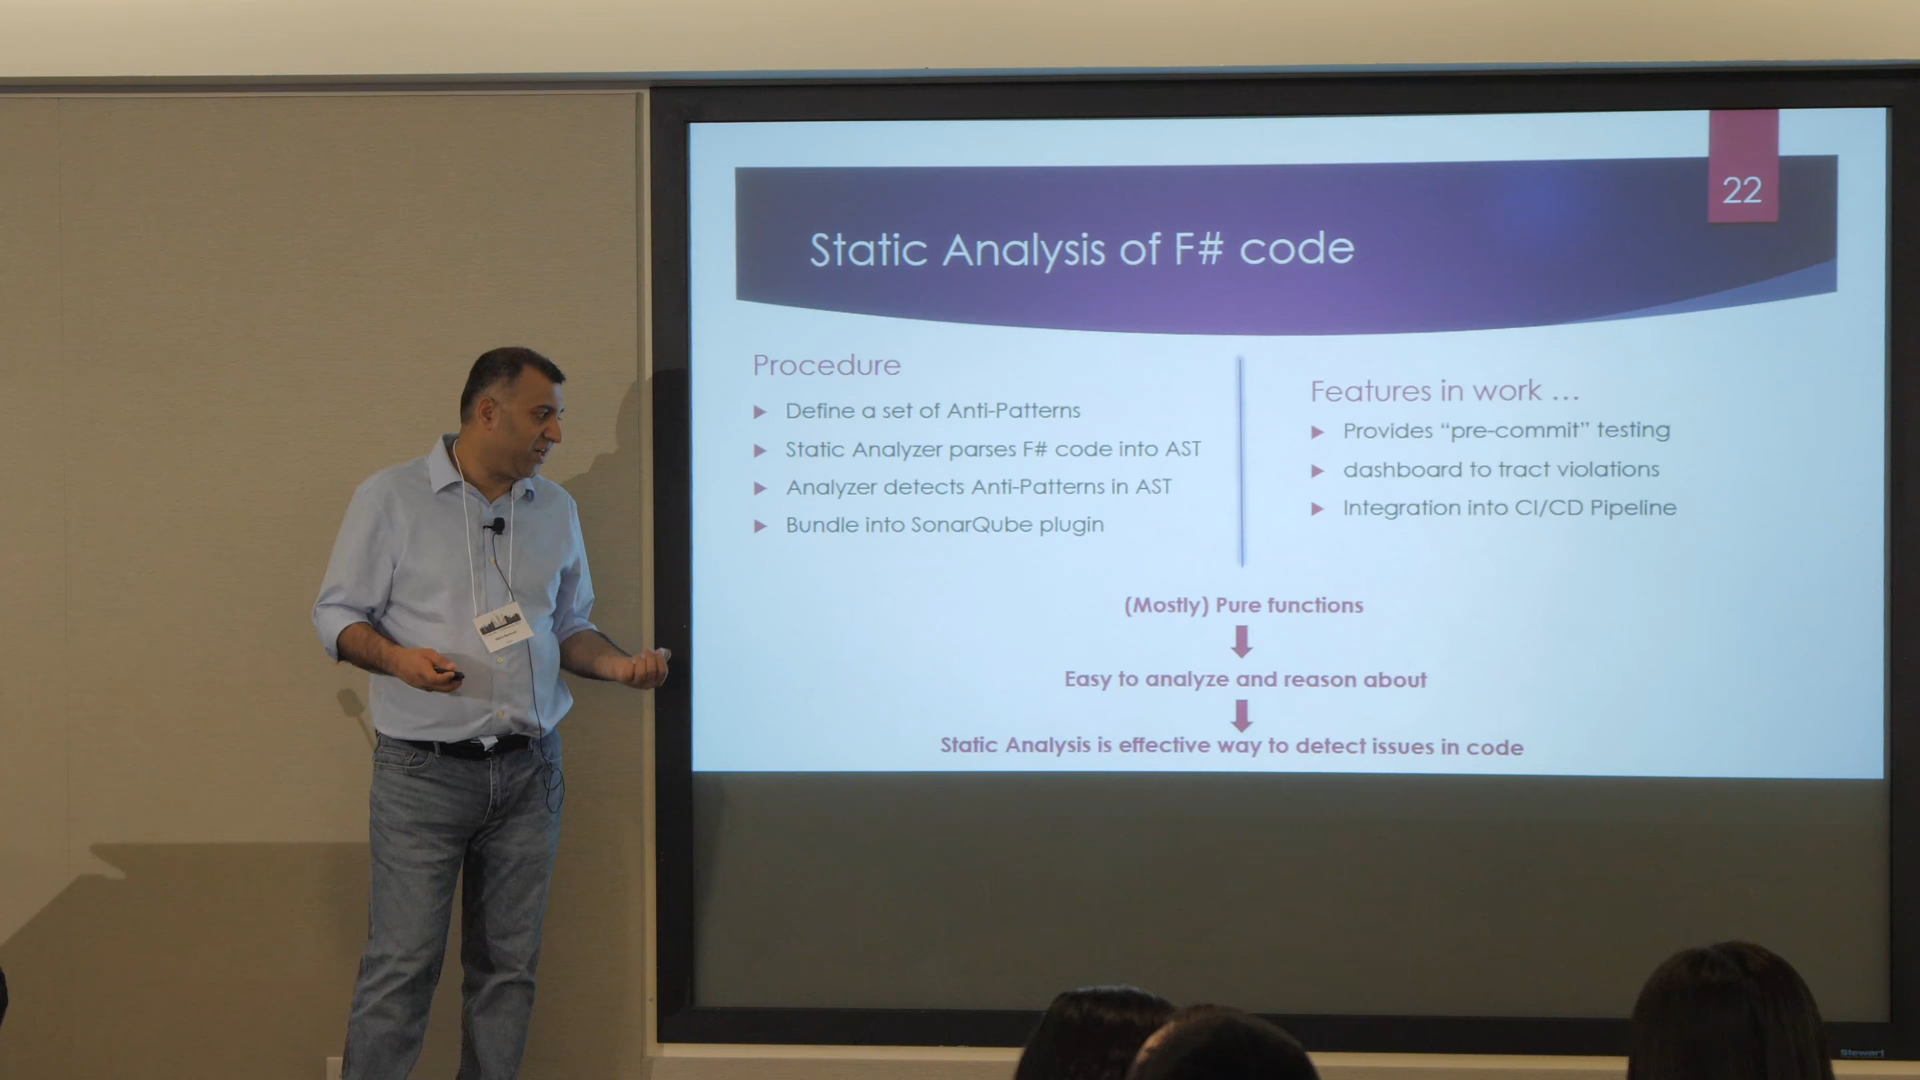 22
Static Analysis of F# code
Procedure
Define a set of Anti-Patterns
Static Analyzer parses F# code into AST
Analyzer detects Anti-Patterns in AST
Bundle into SonarQube plugin
Features in work ...
Provides “pre-commit” testing
dashboard to tract violations
Integration into CI/CD Pipeline
(Mostly) Pure functions
Easy to analyze and reason about
Static Analysis is effective way to detect issues in code
Stewart